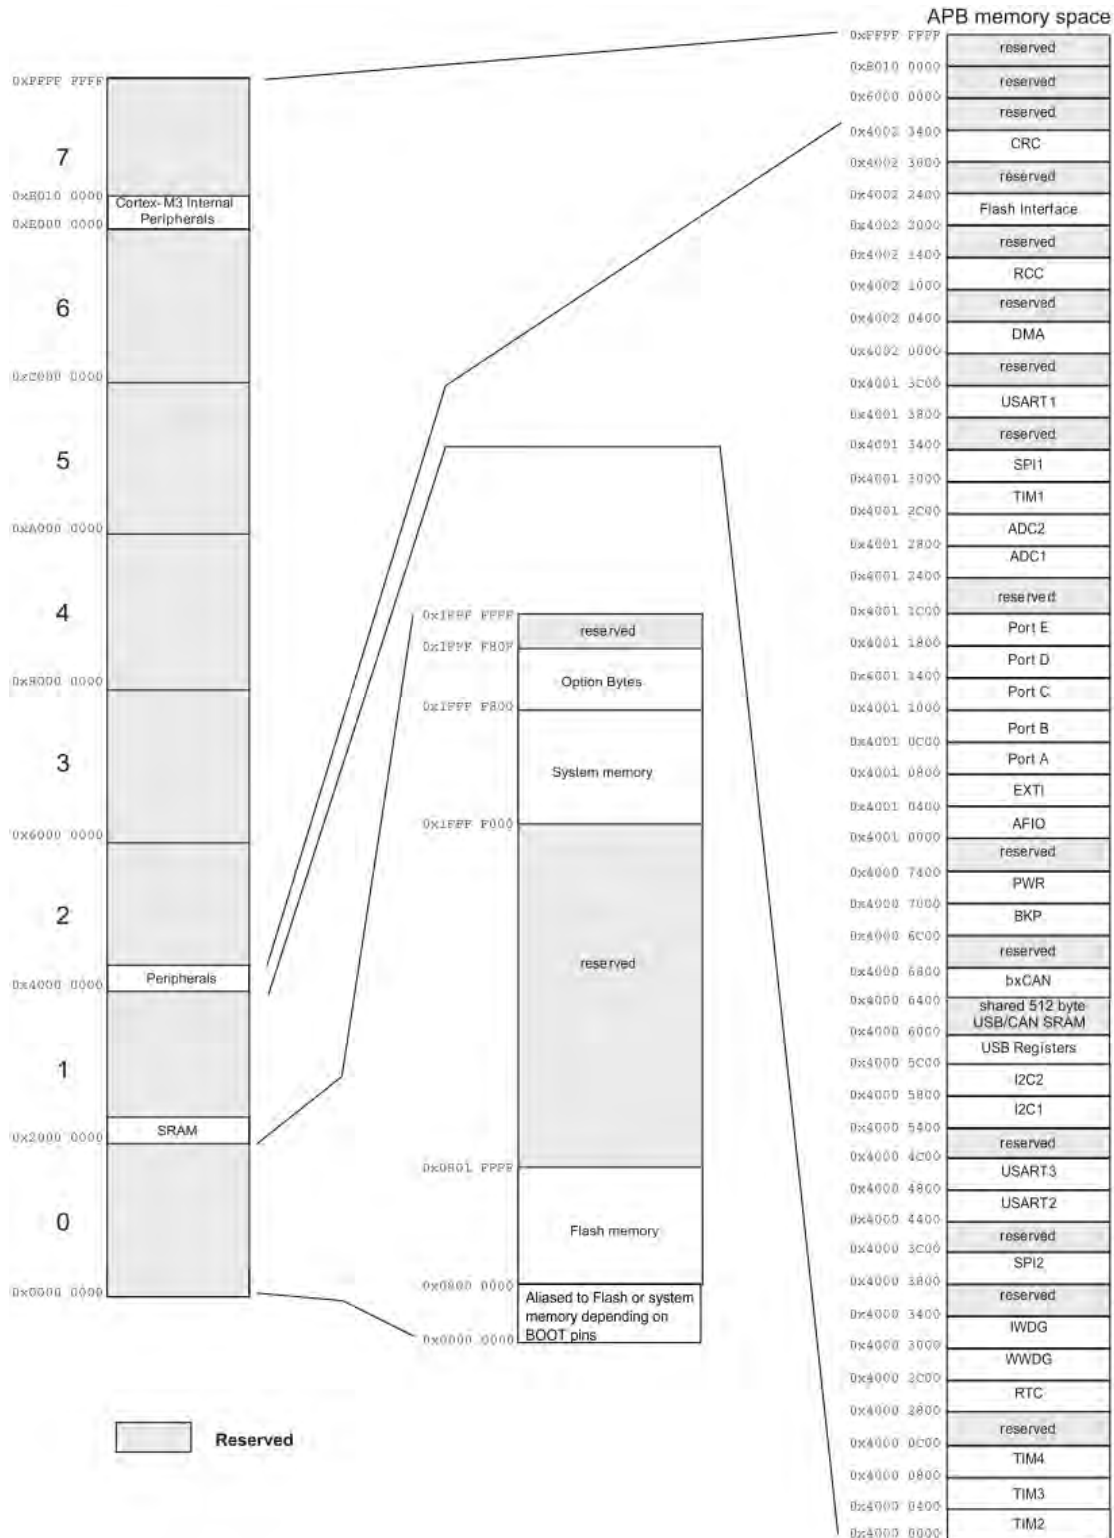 APB memory space
0xFFFF FFFF
7
0xE010 0000
Cortex-M3 Internal
Peripherals
0xE000 0000
6
0xC000 0000
5
0xA000 0000
4
0x8000 0000
3
0x6000 0000
2
Peripherals
0x4000 0000
1
SRAM
0x2000 0000
0
0x0000 0000
Reserved
0x1FFF FFFF
reserved
0x1FFF F80F
Option Bytes
0x1FFF F800
System memory
0x1FFF F000
reserved
0x0801 FFFF
Flash memory
0x0800 0000
Aliased to Flash or system
memory depending on
BOOT pins
0x0000 0000
0xFFFF FFFF
reserved
0xE010 0000
reserved
0x6000 0000
reserved
0x4002 3400
CRC
0x4002 3000
reserved
0x4002 2400
Flash Interface
0x4002 2000
reserved
0x4002 1400
RCC
0x4002 1000
reserved
0x4002 0400
DMA
0x4002 0000
reserved
0x4001 3C00
USART1
0x4001 3800
reserved
0x4001 3400
SPI1
0x4001 3000
TIM1
0x4001 2C00
ADC2
0x4001 2800
ADC1
0x4001 2400
reserved
0x4001 1C00
Port E
0x4001 1800
Port D
0x4001 1400
Port C
0x4001 1000
Port B
0x4001 0C00
Port A
0x4001 0800
EXTI
0x4001 0400
AFIO
0x4001 0000
reserved
0x4000 7400
PWR
0x4000 7000
BKP
0x4000 6C00
reserved
0x4000 6800
bxCAN
0x4000 6400
shared 512 byte
USB/CAN SRAM
0x4000 6000
USB Registers
0x4000 5C00
I2C2
0x4000 5800
I2C1
0x4000 5400
reserved
0x4000 4C00
USART3
0x4000 4800
USART2
0x4000 4400
reserved
0x4000 3C00
SPI2
0x4000 3800
reserved
0x4000 3400
IWDG
0x4000 3000
WWDG
0x4000 2C00
RTC
0x4000 2800
reserved
0x4000 0C00
TIM4
0x4000 0800
TIM3
0x4000 0400
TIM2
0x4000 0000